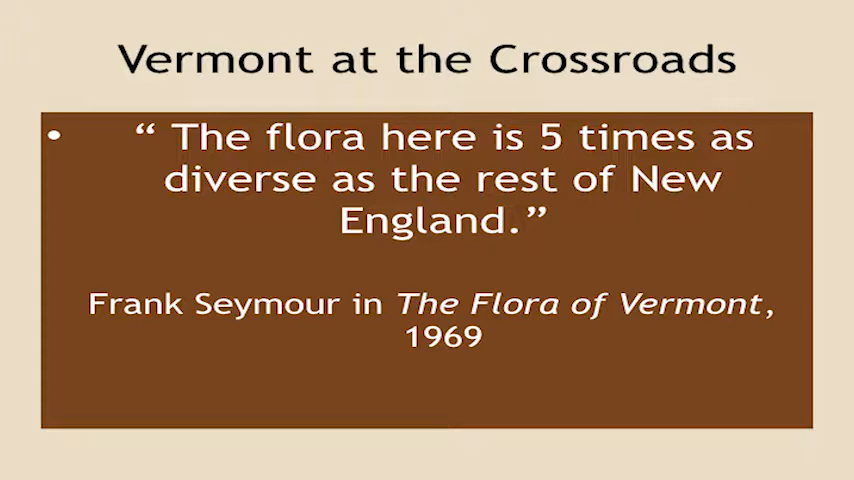 Vermont at the Crossroads
• “ The flora here is 5 times as
diverse as the rest of New
England.”
Frank Seymour in The Flora of Vermont,
1969